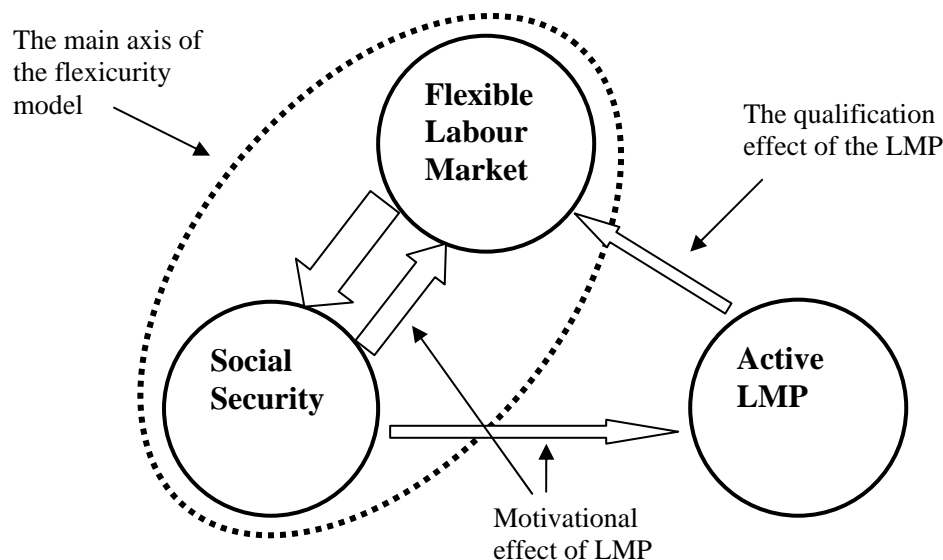 The main axis of
the flexicurity
model
Flexible
Labour
Market
The qualification
effect of the LMP
Social
Security
Active
LMP
Motivational
effect of LMP